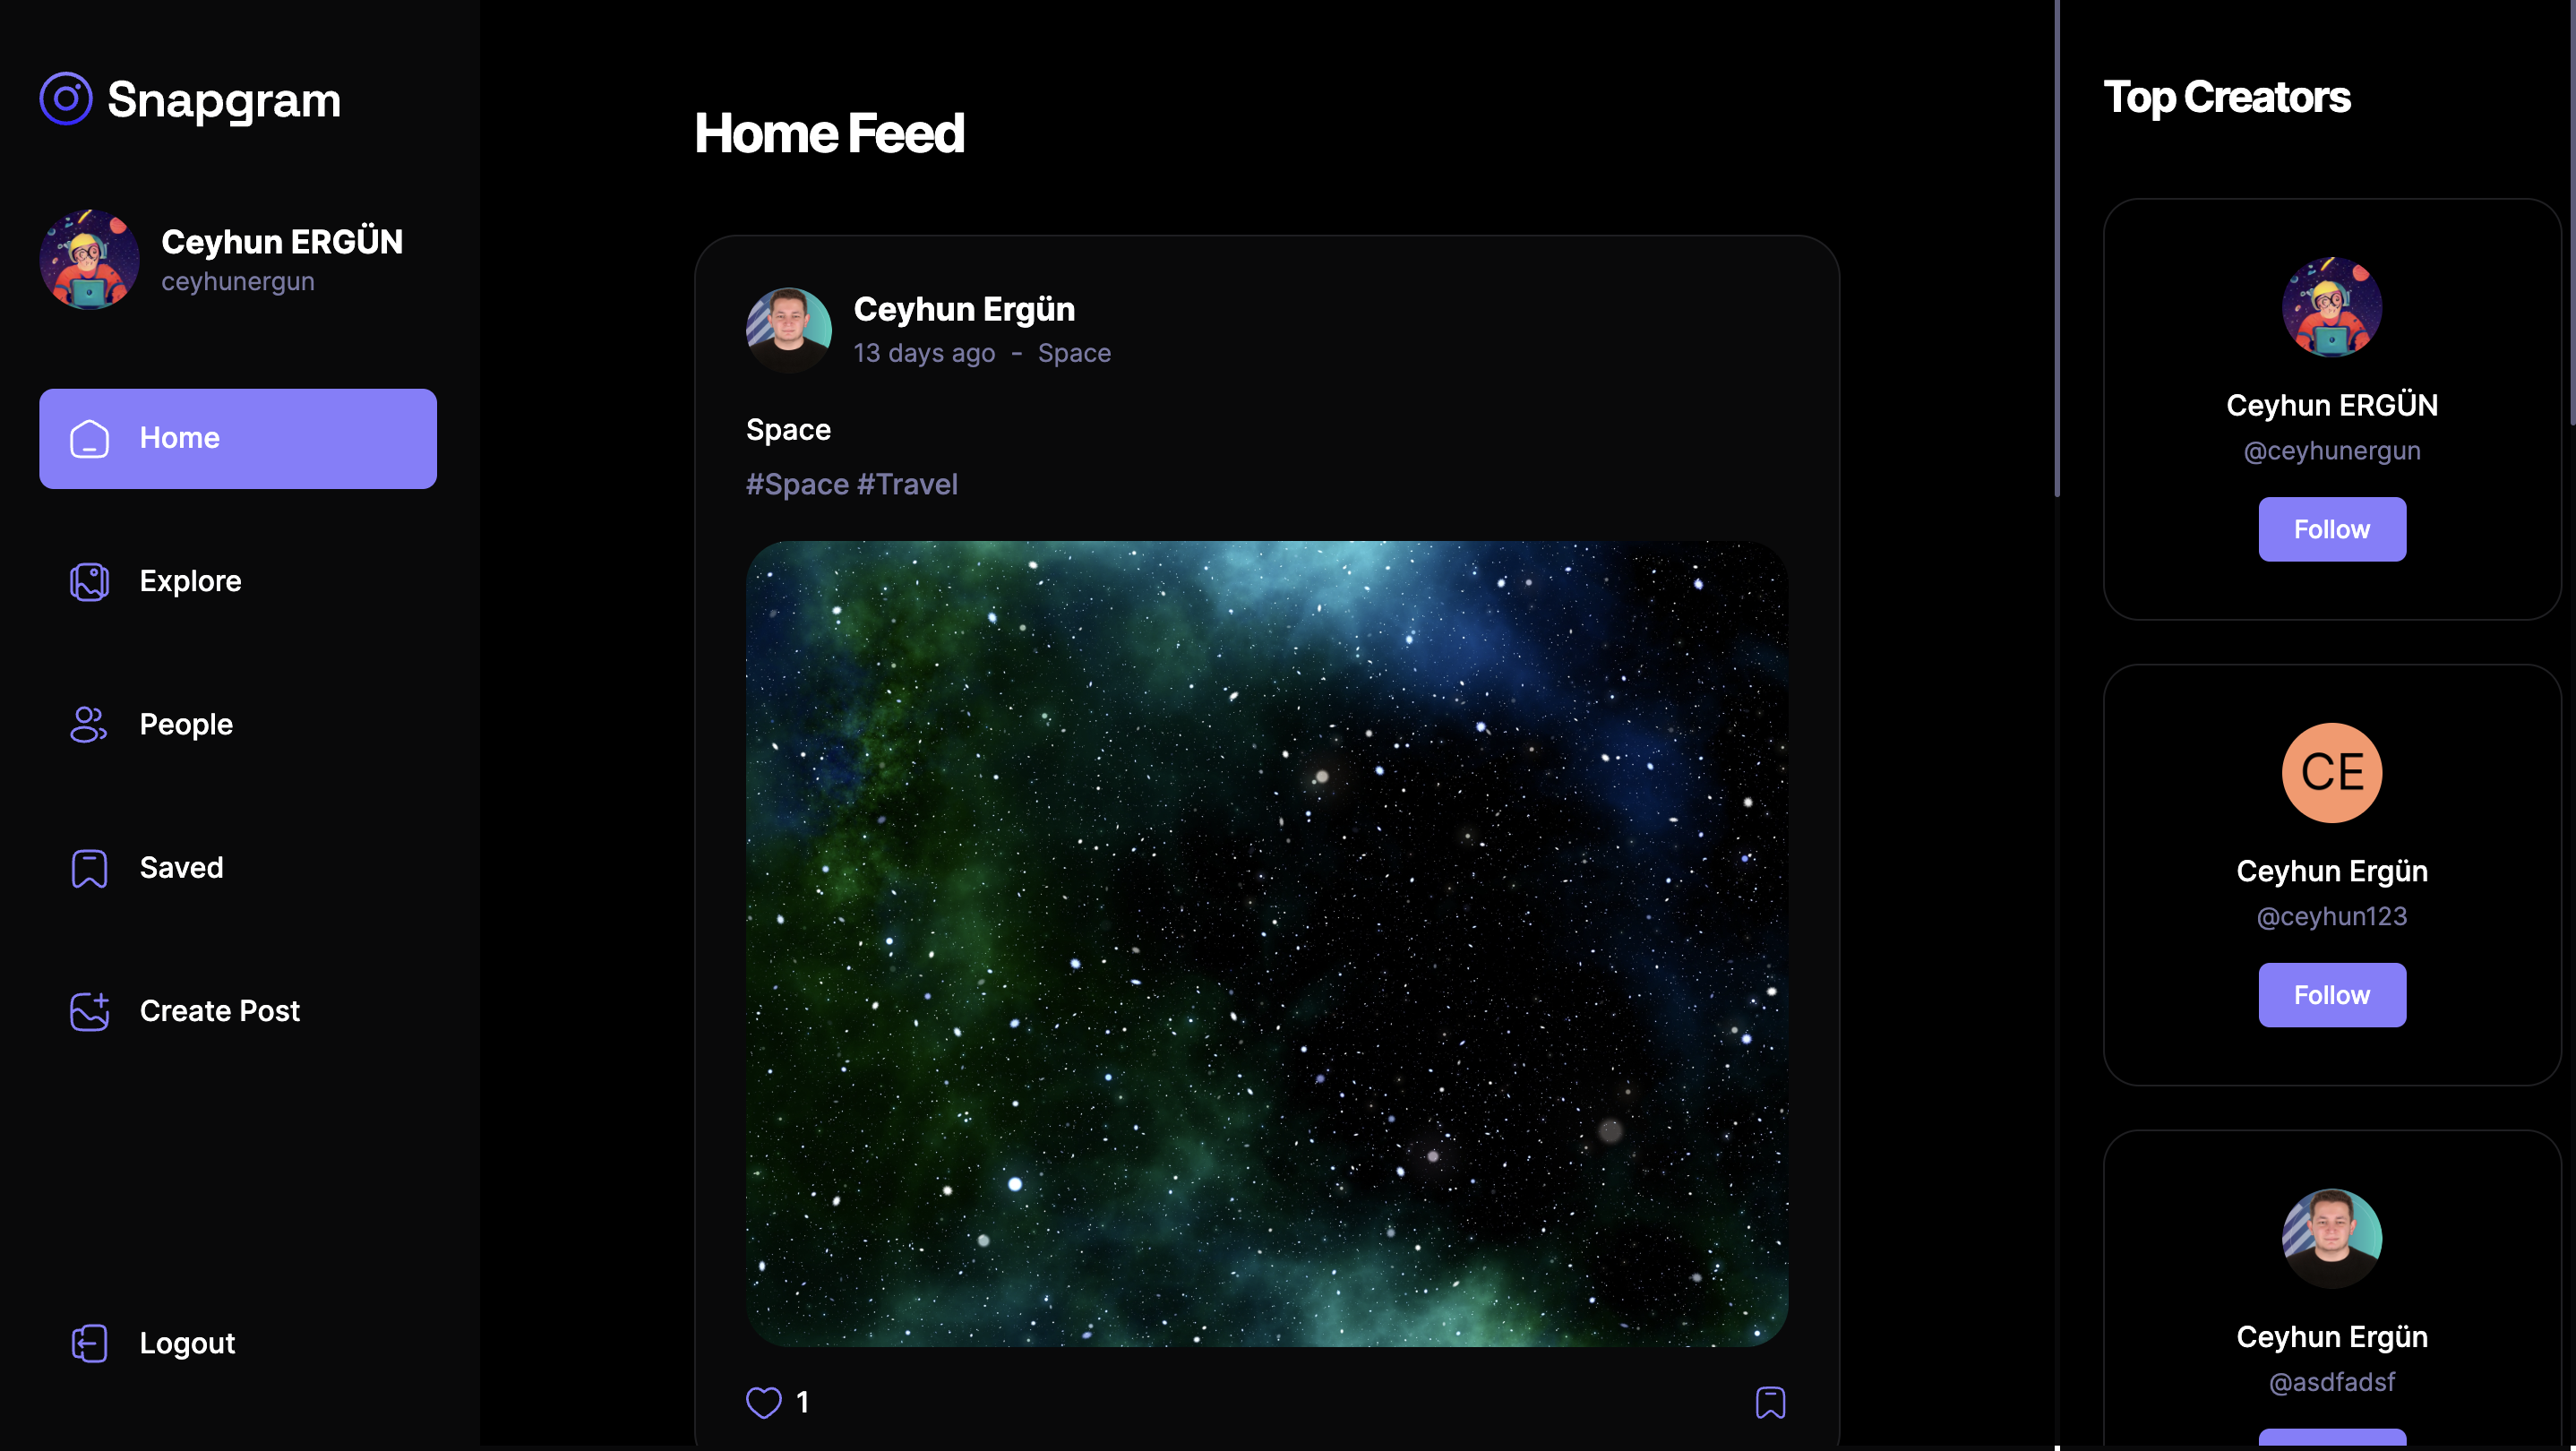 Snapgram
Ceyhun ERGÜN
ceyhunergun
Home
Explore
People
Saved
Create Post
Logout
Home Feed
Ceyhun Ergün
13 days ago - Space
Space
#Space #Travel
1
Top Creators
Ceyhun ERGÜN
@ceyhunergun
Follow
CE
Ceyhun Ergün
@ceyhun123
Follow
Ceyhun Ergün
@asdfadsf